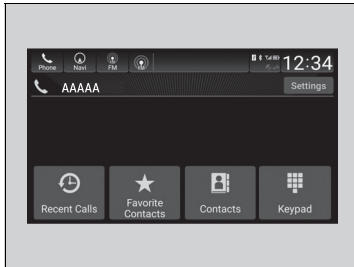 Phone Navi FM
12:34
AAAAA
Settings
Recent Calls
Favorite
Contacts
Contacts
Keypad